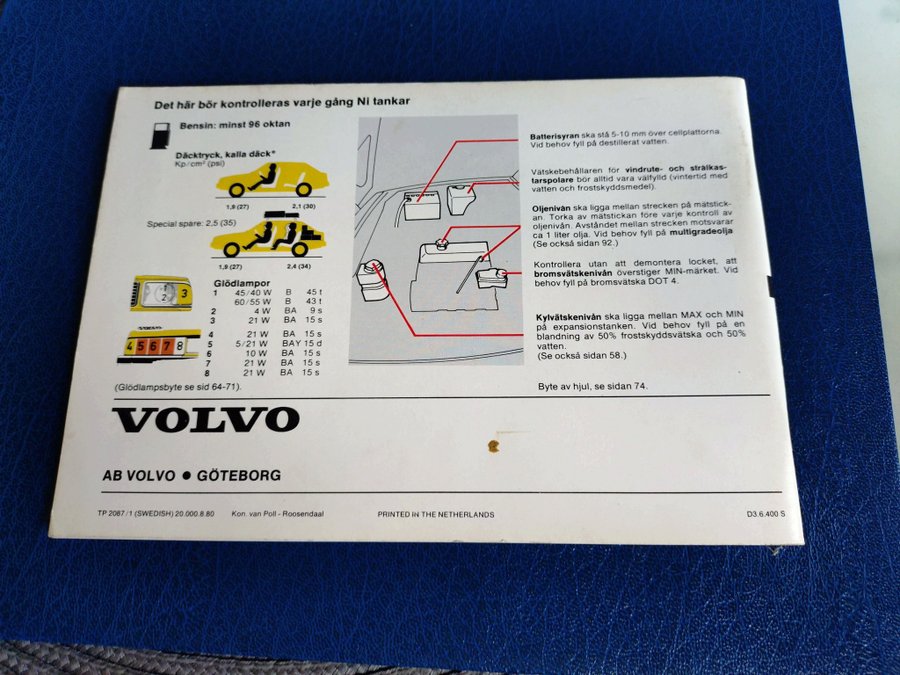 Det här bör kontrolleras varje gång Ni tankar
Bensin: minst 96 oktan
Däcktryck, kalla däck*
Kp/cm² (psi)
1,9 (27) 2,1 (30)
Special spare: 2,5 (35)
1,9 (27) 2,4 (34)
Glödlampor
1 45/40 W B 45 t
60/55 W B 43 t
2 4 W BA 9 s
3 21 W BA 15 s
4 21 W BA 15 s
5 5/21 W BAY 15 d
6 10 W BA 15 s
7 21 W BA 15 s
8 21 W BA 15 s
1
2
3
4 5 6 7 8
(Glödlampsbyte se sid 64-71).
Batterisyran ska stå 5-10 mm över cellplattorna.
Vid behov fyll på destillerat vatten.
Vätskebehållaren för vindrute- och strålkas-
tarspolare bör alltid vara välfylld (vintertid med
vatten och frostskyddsmedel).
Oljenivån ska ligga mellan strecken på mätstick-
an. Torka av mätstickan före varje kontroll av
oljenivån. Avståndet mellan strecken motsvarar
ca 1 liter olja. Vid behov fyll på multigradeolja
(Se också sidan 92.)
Kontrollera utan att demontera locket, att
bromsvätskenivån överstiger MIN-märket. Vid
behov fyll på bromsvätska DOT 4.
Kylvätskenivån ska ligga mellan MAX och MIN
på expansionstanken. Vid behov fyll på en
blandning av 50% frostskyddsvätska och 50%
vatten.
(Se också sidan 58.)
Byte av hjul, se sidan 74.
VOLVO
AB VOLVO ● GÖTEBORG
TP 2087/1 (SWEDISH) 20.000.8.80 Kon. van Poll - Roosendaal PRINTED IN THE NETHERLANDS D3.6.400 S